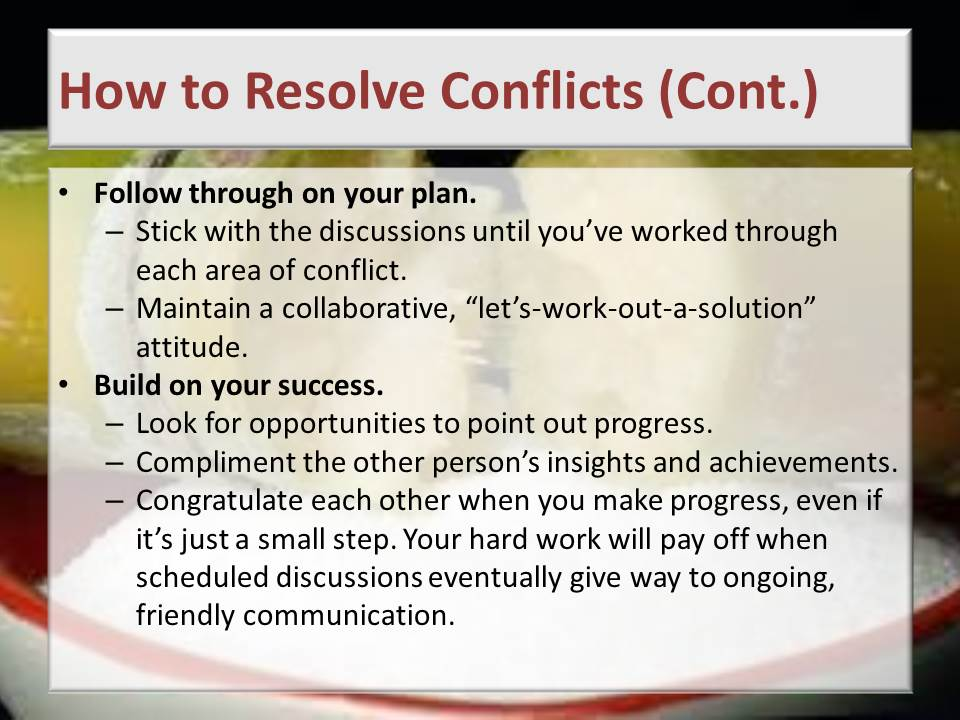 How to Resolve Conflicts (Cont.)
• Follow through on your plan.
– Stick with the discussions until you’ve worked through
each area of conflict.
– Maintain a collaborative, “let’s-work-out-a-solution”
attitude.
• Build on your success.
– Look for opportunities to point out progress.
– Compliment the other person’s insights and achievements.
– Congratulate each other when you make progress, even if
it’s just a small step. Your hard work will pay off when
scheduled discussions eventually give way to ongoing,
friendly communication.